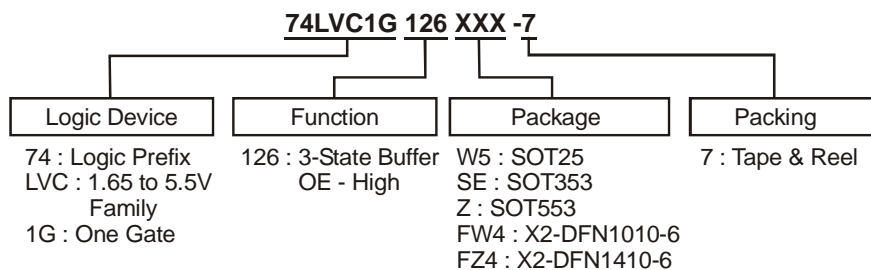 74LVC1G 126 XXX -7
Logic Device
Function
Package
Packing
74 : Logic Prefix
LVC : 1.65 to 5.5V
Family
1G : One Gate
126 : 3-State Buffer
OE - High
W5 : SOT25
SE : SOT353
Z : SOT553
FW4 : X2-DFN1010-6
FZ4 : X2-DFN1410-6
7 : Tape & Reel